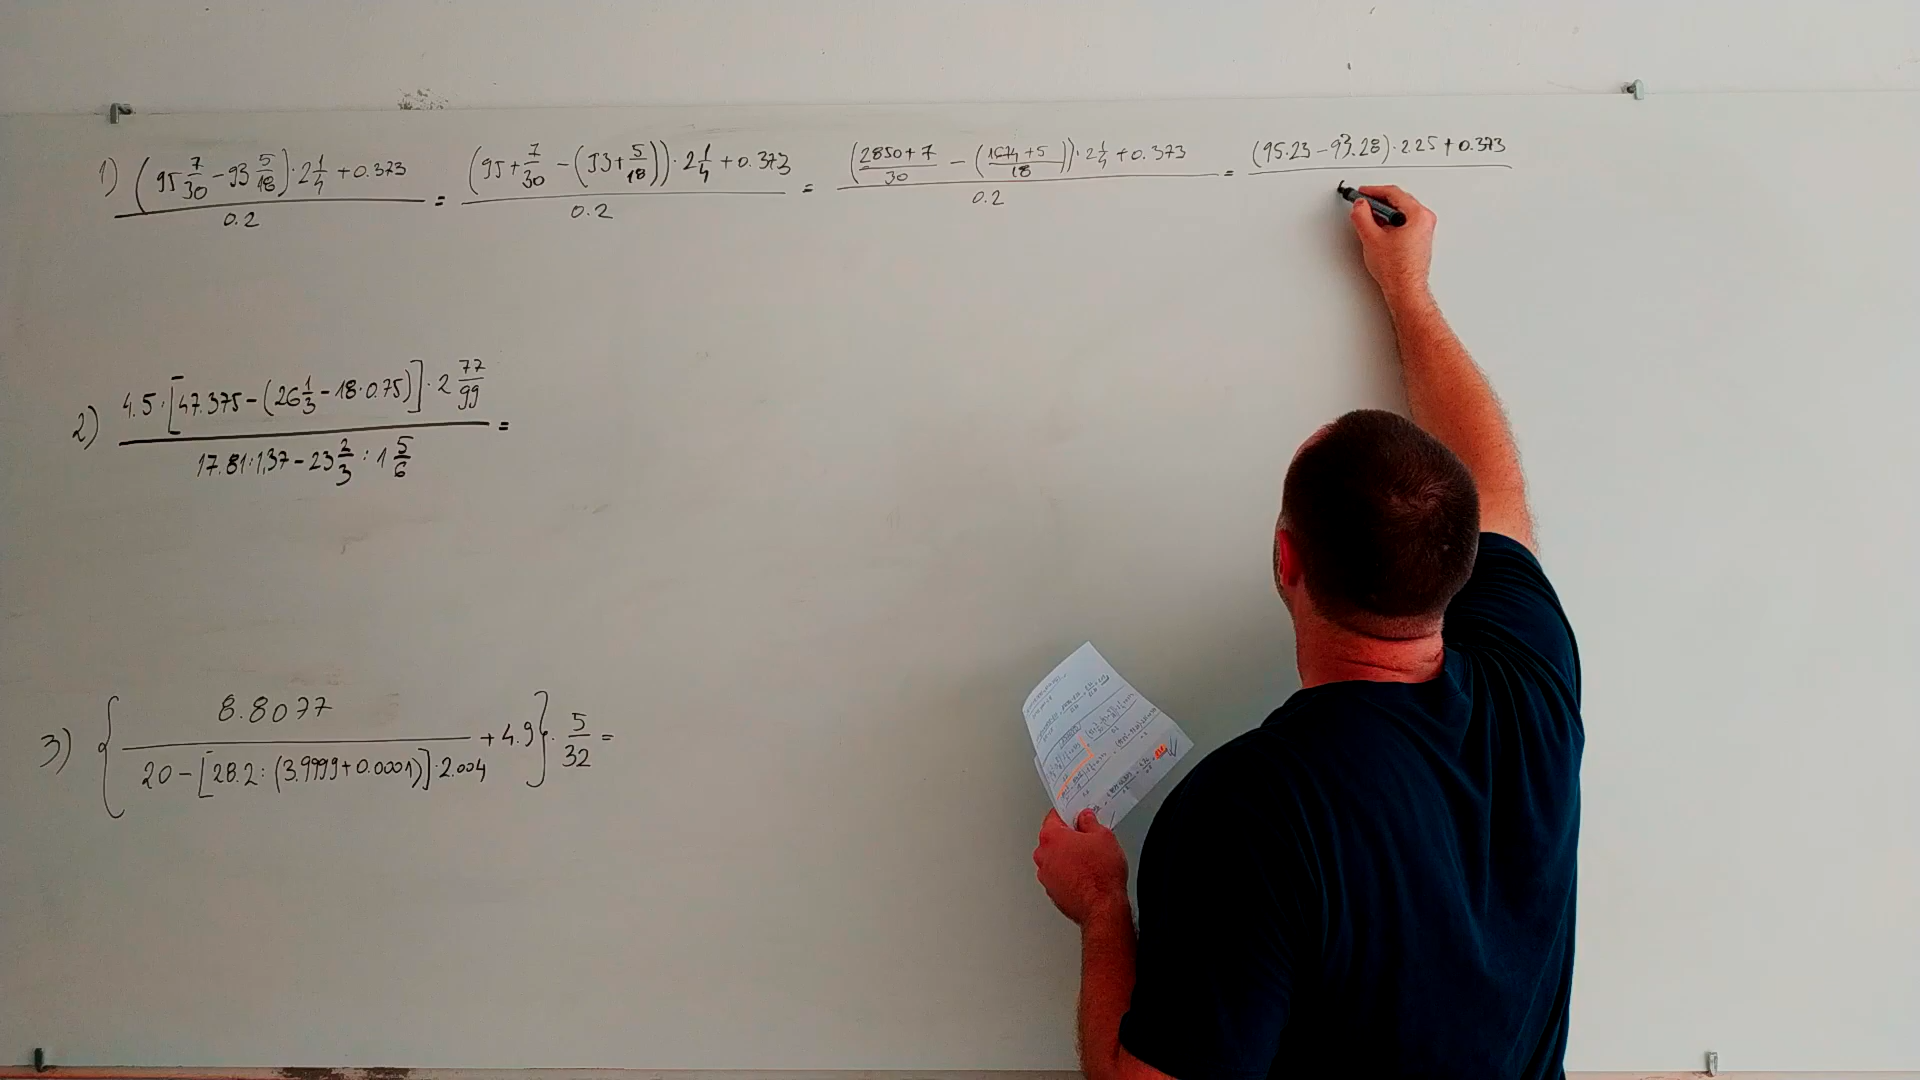 1) (95 7/30 - 93 5/18) · 2 1/4 + 0.373 / 0.2 = (95 + 7/30 - (93 + 5/18)) · 2 1/4 + 0.373 / 0.2 = (2850+7/30 - (1674+5/18)) · 2 1/4 + 0.373 / 0.2 = (95.23 - 93.28) · 2.25 + 0.373
2) 4.5 · [47.375 - (26 1/3 - 18 · 0.75)] · 2 77/99 / 17.81 : 1,37 - 23 2/3 : 1 5/6 =
3) { 8.8077 / 20 - [28.2 : (3.9999 + 0.0001)] · 2.004 + 4.9 } · 5/32 =